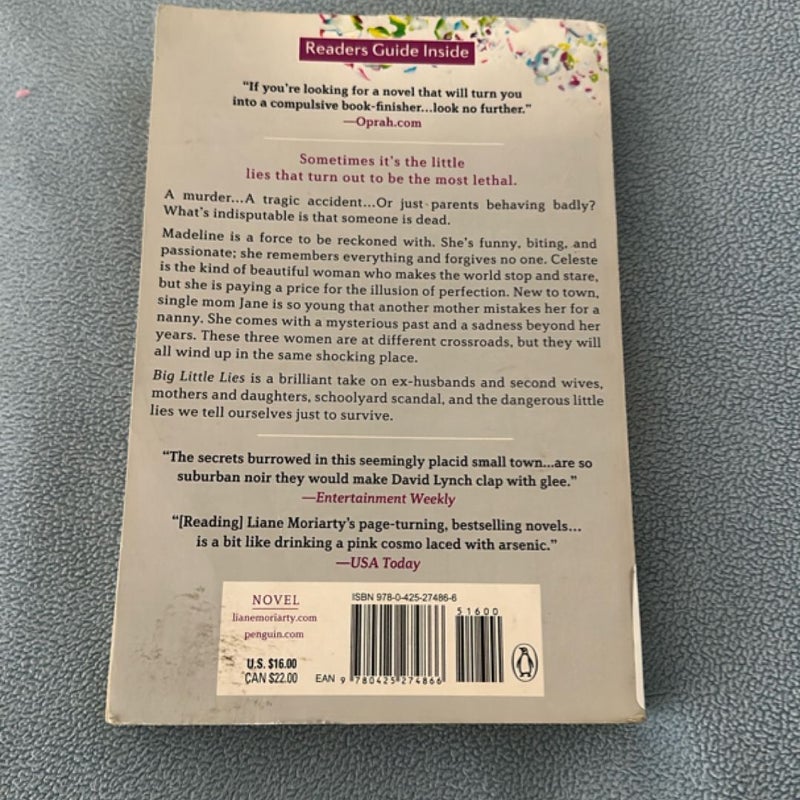 Readers Guide Inside
“If you’re looking for a novel that will turn you
into a compulsive book-finisher...look no further.”
—Oprah.com
Sometimes it’s the little
lies that turn out to be the most lethal.
A murder...A tragic accident...Or just parents behaving badly?
What’s indisputable is that someone is dead.
Madeline is a force to be reckoned with. She’s funny, biting, and
passionate; she remembers everything and forgives no one. Celeste
is the kind of beautiful woman who makes the world stop and stare,
but she is paying a price for the illusion of perfection. New to town,
single mom Jane is so young that another mother mistakes her for a
nanny. She comes with a mysterious past and a sadness beyond her
years. These three women are at different crossroads, but they will
all wind up in the same shocking place.
Big Little Lies is a brilliant take on ex-husbands and second wives,
mothers and daughters, schoolyard scandal, and the dangerous little
lies we tell ourselves just to survive.
“The secrets burrowed in this seemingly placid small town...are so
suburban noir they would make David Lynch clap with glee.”
—Entertainment Weekly
“[Reading] Liane Moriarty’s page-turning, bestselling novels...
is a bit like drinking a pink cosmo laced with arsenic.”
—USA Today
NOVEL
lianemoriarty.com
penguin.com
U.S. $16.00
CAN $22.00
ISBN 978-0-425-27486-6
51600
EAN 9 780425 274866